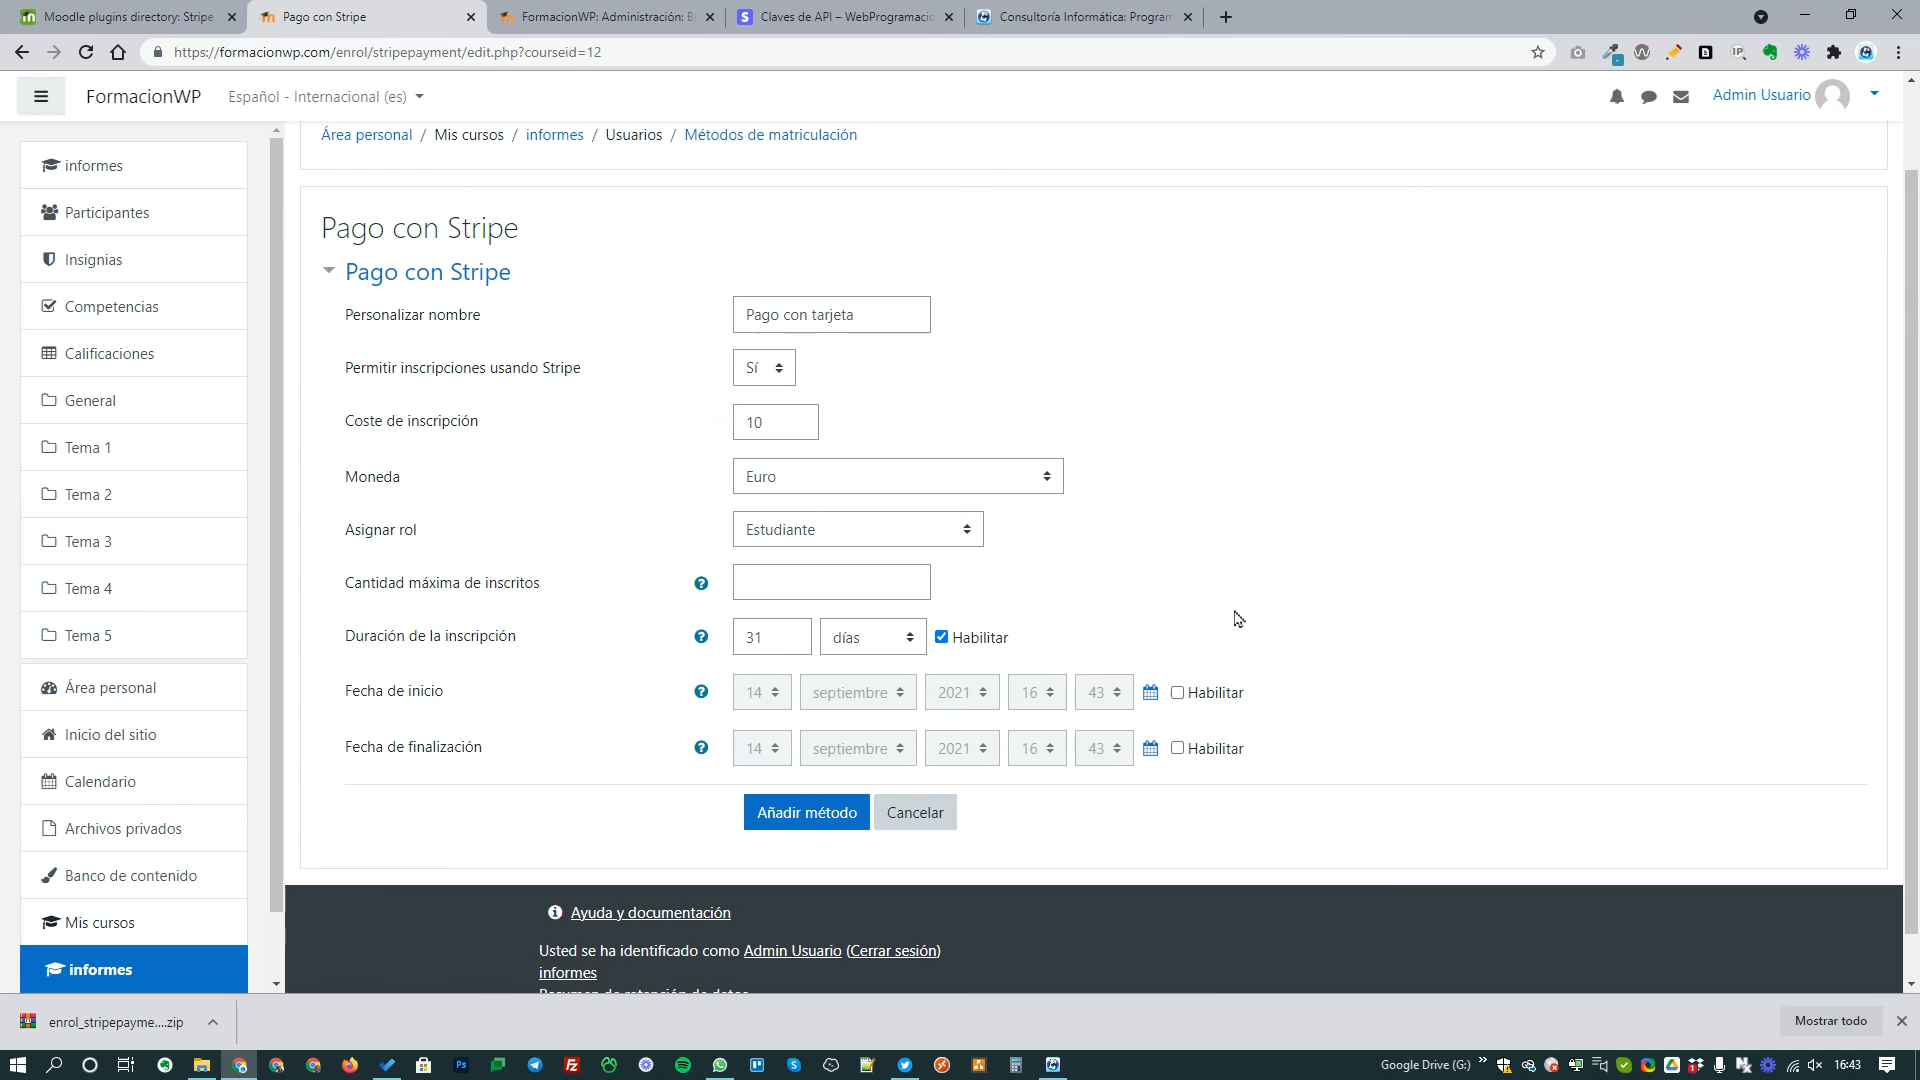 Moodle plugins directory: Stripe
Pago con Stripe
FormacionWP: Administración: B
Claves de API – WebProgramacio
Consultoría Informática: Program
https://formacionwp.com/enrol/stripepayment/edit.php?courseid=12
FormacionWP
Español - Internacional (es)
Admin Usuario
Área personal / Mis cursos / informes / Usuarios / Métodos de matriculación
informes
Participantes
Insignias
Competencias
Calificaciones
General
Tema 1
Tema 2
Tema 3
Tema 4
Tema 5
Área personal
Inicio del sitio
Calendario
Archivos privados
Banco de contenido
Mis cursos
informes
Pago con Stripe
Pago con Stripe
Personalizar nombre
Pago con tarjeta
Permitir inscripciones usando Stripe
Sí
Coste de inscripción
10
Moneda
Euro
Asignar rol
Estudiante
Cantidad máxima de inscritos
Duración de la inscripción
31 días Habilitar
Fecha de inicio
14 septiembre 2021 16 43 Habilitar
Fecha de finalización
14 septiembre 2021 16 43 Habilitar
Añadir método Cancelar
Ayuda y documentación
Usted se ha identificado como Admin Usuario (Cerrar sesión)
informes
Resumen de retención de datos
enrol_stripepayme....zip
Mostrar todo
Google Drive (G:)
16:43